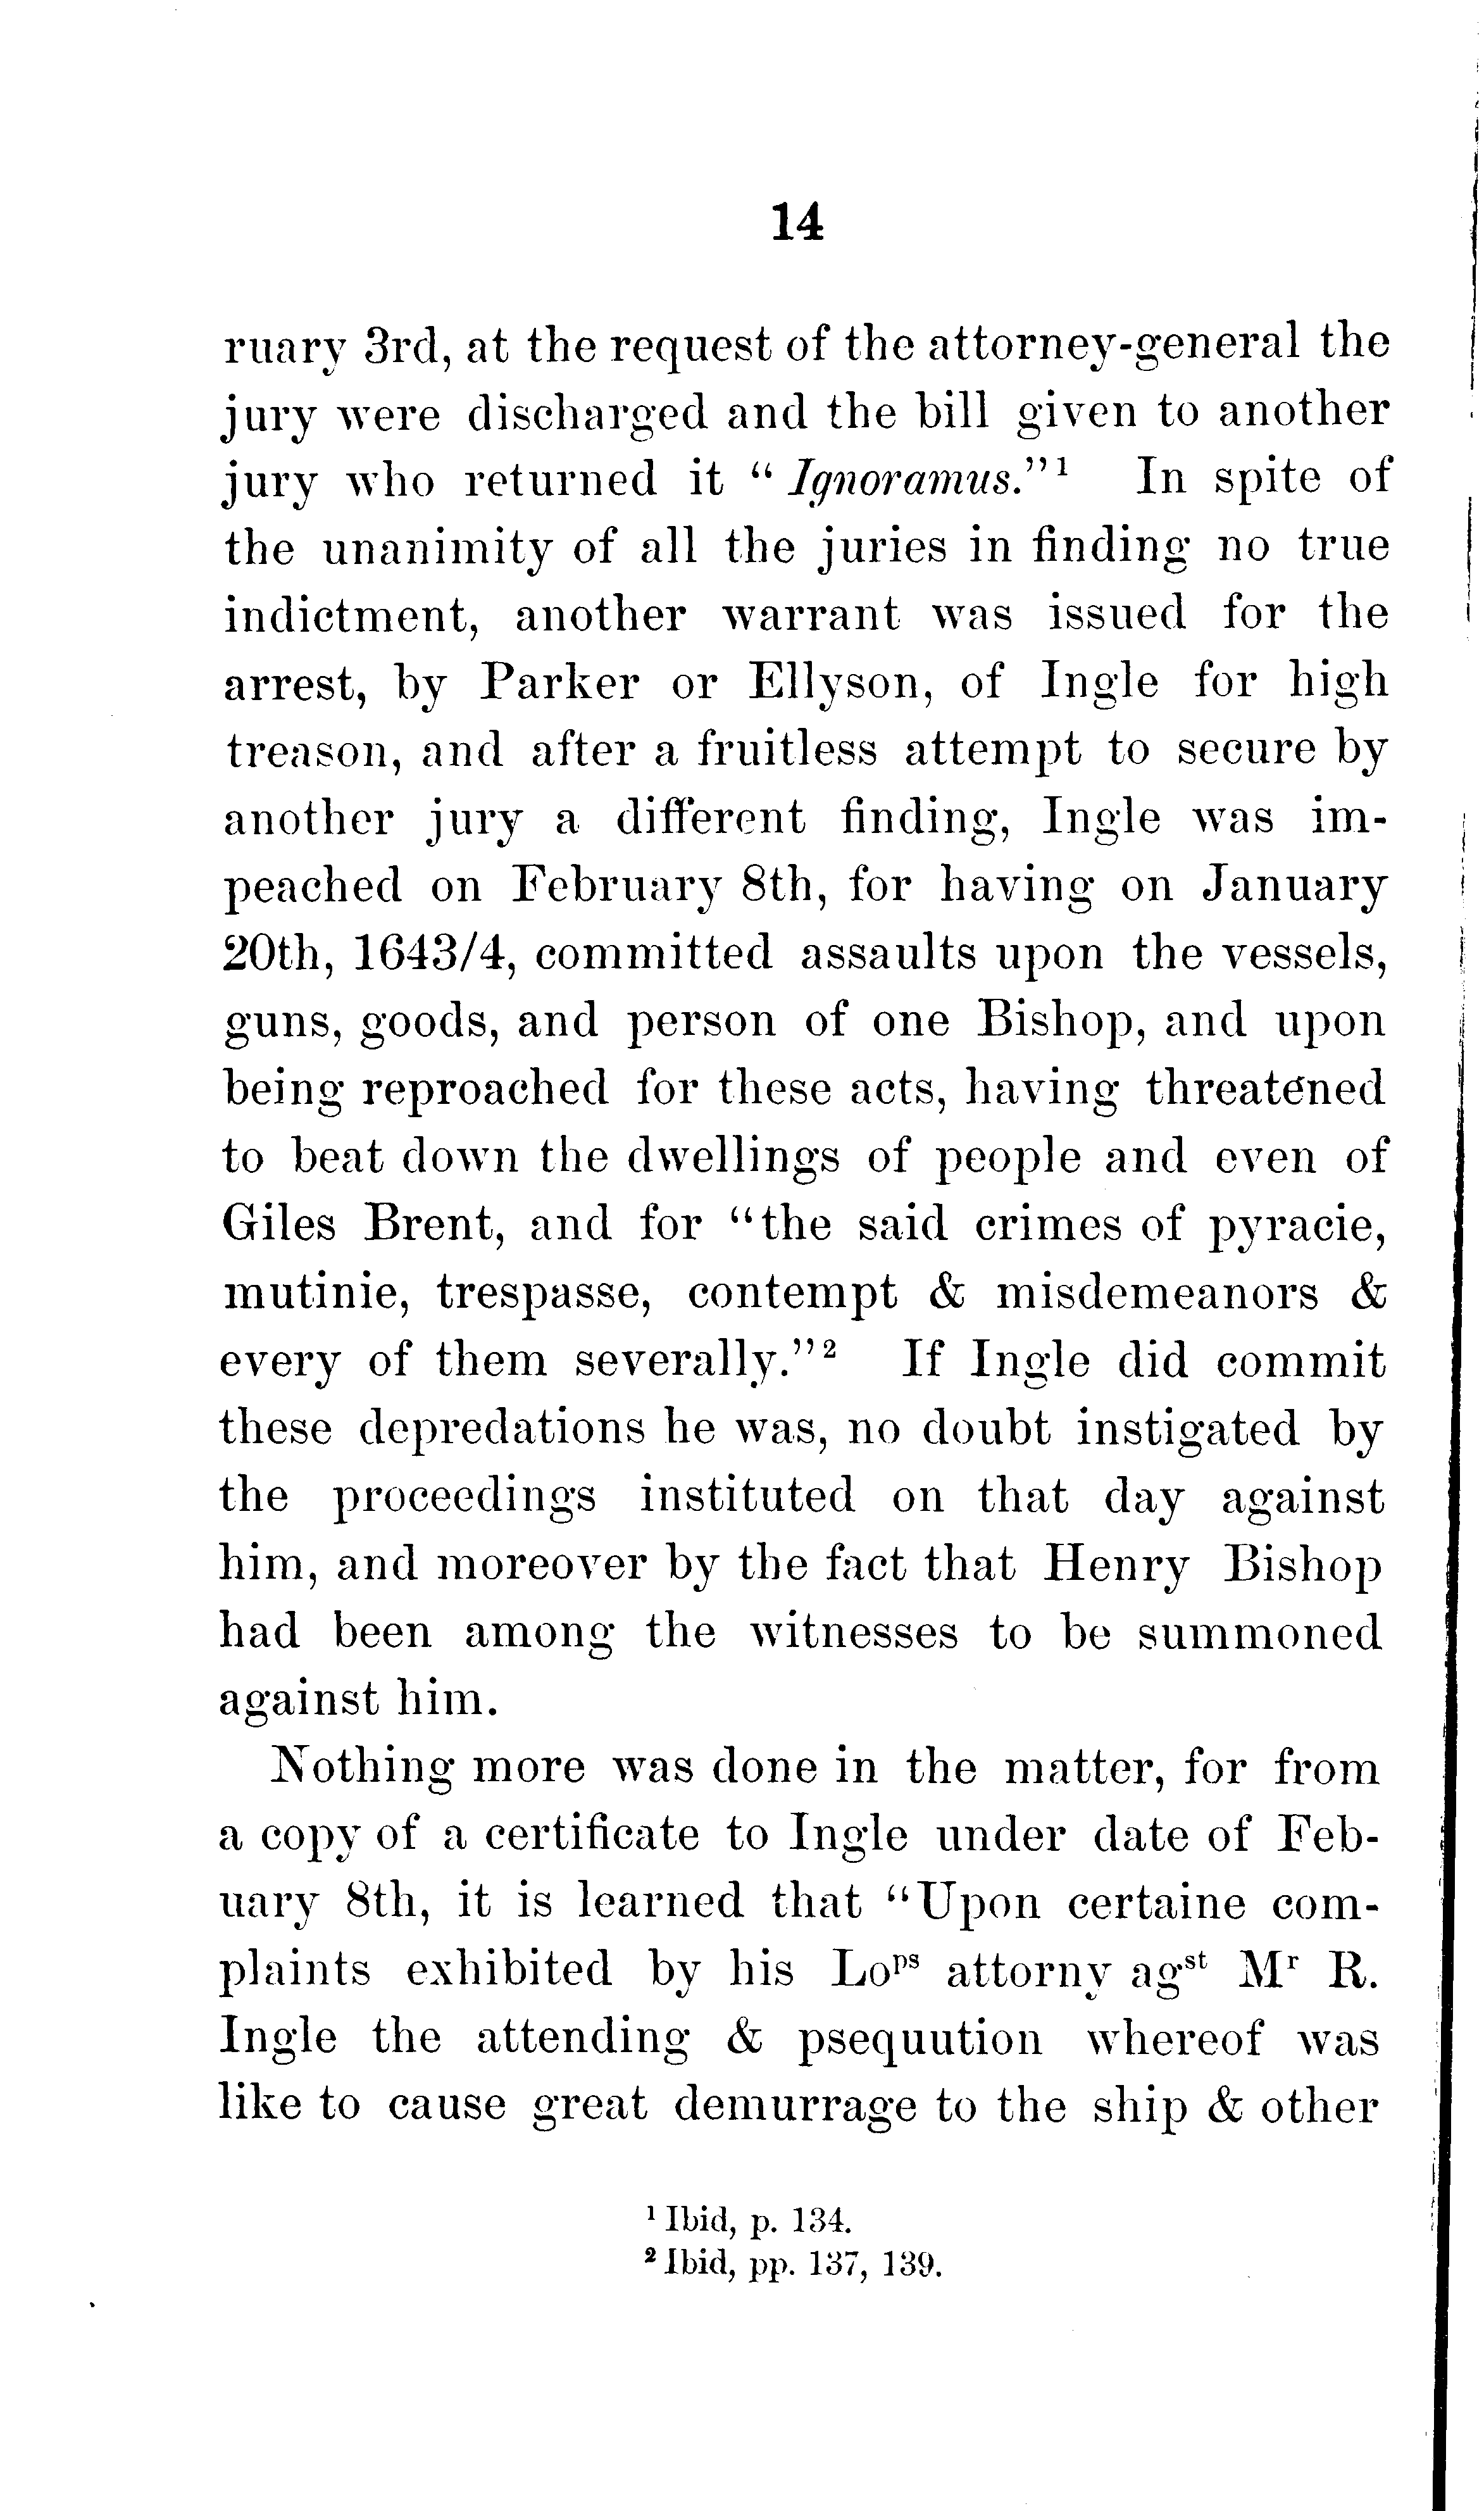 14
ruary 3rd, at the request of the attorney-general the
jury were discharged and the bill given to another
jury who returned it “ Ignoramus.”¹ In spite of
the unanimity of all the juries in finding no true
indictment, another warrant was issued for the
arrest, by Parker or Ellyson, of Ingle for high
treason, and after a fruitless attempt to secure by
another jury a different finding, Ingle was im-
peached on February 8th, for having on January
20th, 1643/4, committed assaults upon the vessels,
guns, goods, and person of one Bishop, and upon
being reproached for these acts, having threatened
to beat down the dwellings of people and even of
Giles Brent, and for “the said crimes of pyracie,
mutinie, trespasse, contempt & misdemeanors &
every of them severally.”² If Ingle did commit
these depredations he was, no doubt instigated by
the proceedings instituted on that day against
him, and moreover by the fact that Henry Bishop
had been among the witnesses to be summoned
against him.
Nothing more was done in the matter, for from
a copy of a certificate to Ingle under date of Feb-
uary 8th, it is learned that “Upon certaine com-
plaints exhibited by his Loᵖˢ attorny agˢᵗ Mʳ R.
Ingle the attending & psequution whereof was
like to cause great demurrage to the ship & other
¹ Ibid, p. 134.
² Ibid, pp. 137, 139.